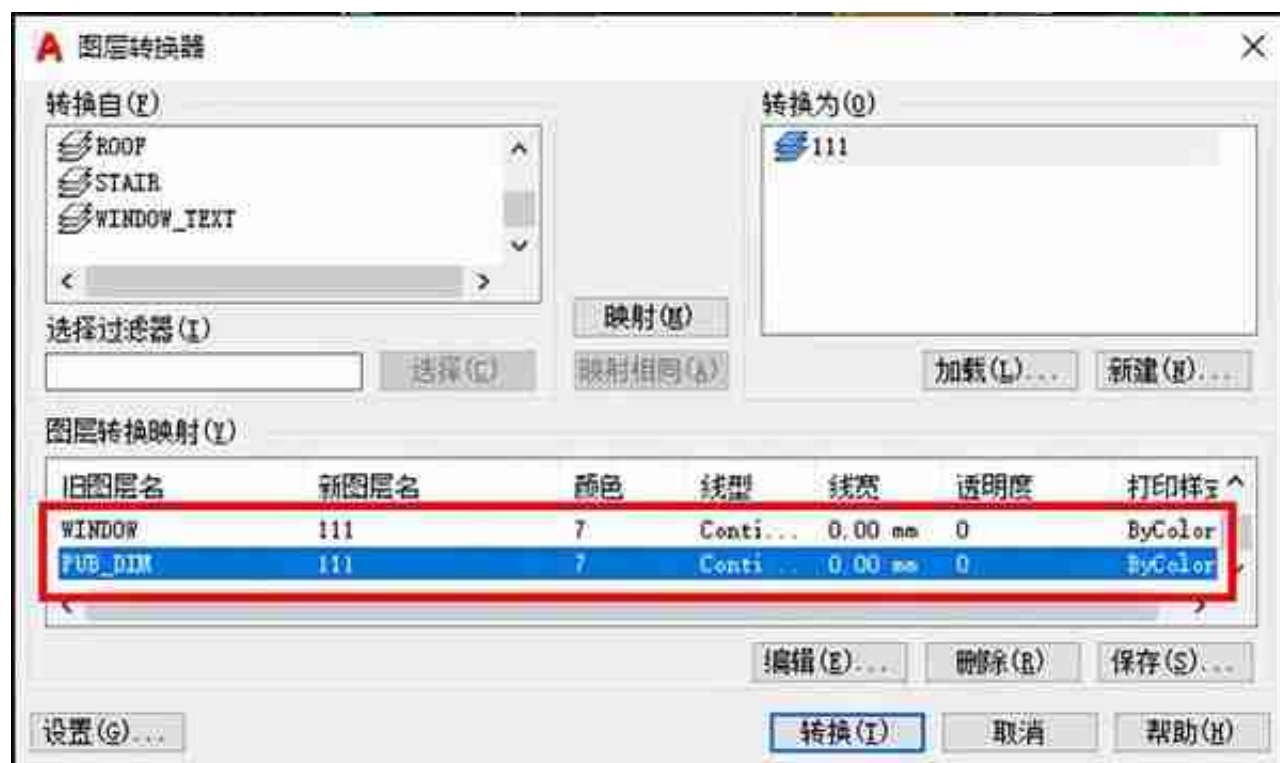 图层转换器
转换自(F)
转换为(O)
ROOF
STAIR
WINDOW_TEXT
111
映射(M)
选择过滤器(I)
选择(C)
映射相同(A)
加载(L)...
新建(N)...
图层转换映射(Y)
旧图层名 新图层名 颜色 线型 线宽 透明度 打印样
WINDOW 111 7 Conti... 0.00 mm 0 ByColor
PUB_DIM 111 7 Conti... 0.00 mm 0 ByColor
编辑(E)... 删除(R) 保存(S)...
设置(G)... 转换(T) 取消 帮助(H)